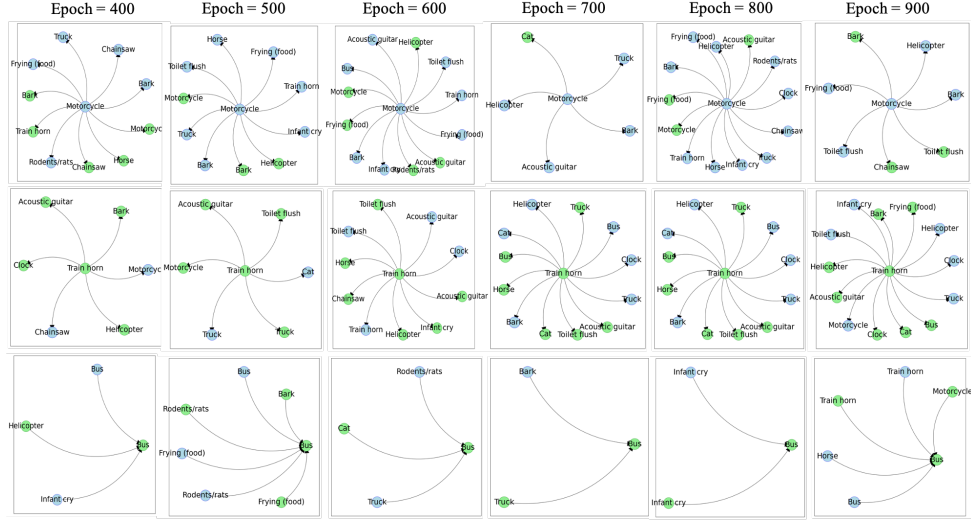 Epoch = 400 Epoch = 500 Epoch = 600 Epoch = 700 Epoch = 800 Epoch = 900
Truck
Chainsaw
Frying (food)
Bark
Bark
Motorcycle
Train horn
Motorcyc
Rodents/rats
Chainsaw
Horse
Horse
Frying (food)
Toilet flush
Train horn
Motorcycle
Motorcycle
Truck
Infant cry
Bark
Bark
Helicopter
Acoustic guitar
Helicopter
Bus
Toilet flush
Motorcycle
Train horn
Motorcycle
Frying (food)
Frying (food)
Bark
Infant cry
Rodents/rats
Acoustic guitar
Cat
Truck
Helicopter
Motorcycle
Bark
Acoustic guitar
Frying (food)
Helicopter
Acoustic guitar
Bark
Rodents/rats
Frying (food)
Motorcycle
Clock
Motorcycle
Chainsaw
Train horn
Horse
Infant cry
Truck
Bark
Helicopter
Frying (food)
Bark
Motorcycle
Toilet flush
Toilet flush
Chainsaw
Acoustic guitar
Bark
Clock
Train horn
Motorcyc
Chainsaw
Helicopter
Acoustic guitar
Toilet flush
Motorcycle
Train horn
Cat
Truck
Truck
Toilet flush
Acoustic guitar
Toilet flush
Horse
Clock
Train horn
Chainsaw
Acoustic guitar
Train horn
Helicopter
Infant cry
Helicopter
Truck
Cat
Bus
Bus
Clock
Train horn
Horse
Truck
Bark
Cat
Toilet flush
Acoustic guitar
Helicopter
Truck
Cat
Bus
Bus
Clock
Train horn
Horse
Truck
Bark
Cat
Toilet flush
Acoustic guitar
Infant cry
Bark
Frying (food)
Toilet flush
Helicopter
Helicopter
Clock
Train horn
Acoustic guitar
Truck
Motorcycle
Clock
Cat
Bus
Bus
Helicopter
Bus
Infant cry
Bus
Bark
Rodents/rats
Bus
Frying (food)
Rodents/rats
Frying (food)
Rodents/rats
Cat
Bus
Truck
Bark
Bus
Truck
Infant cry
Bus
Infant cry
Train horn
Motorcycle
Train horn
Horse
Bus
Bus